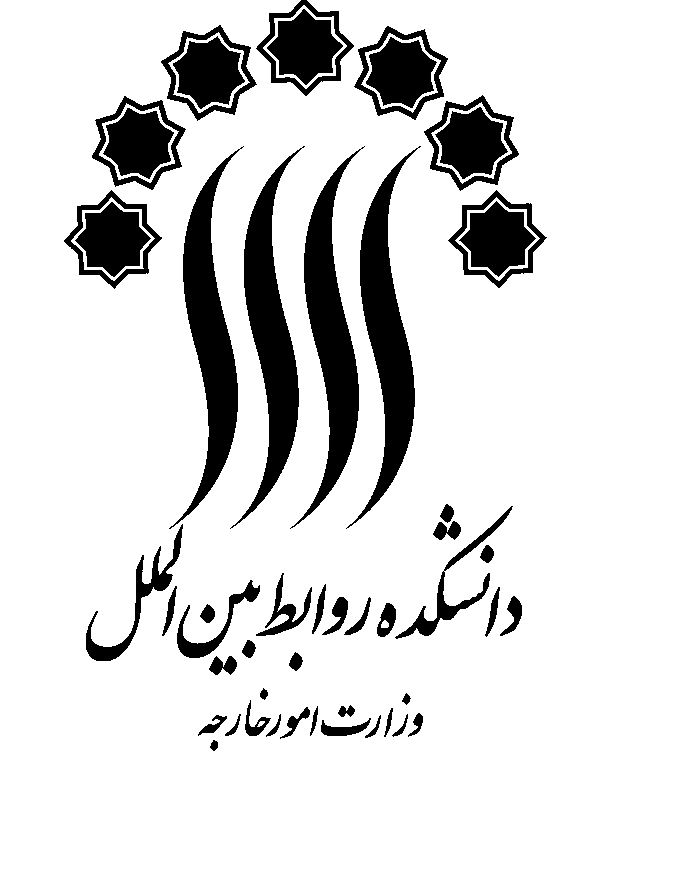 دانشکده روابط بین الملل
وزارت امور خارجه